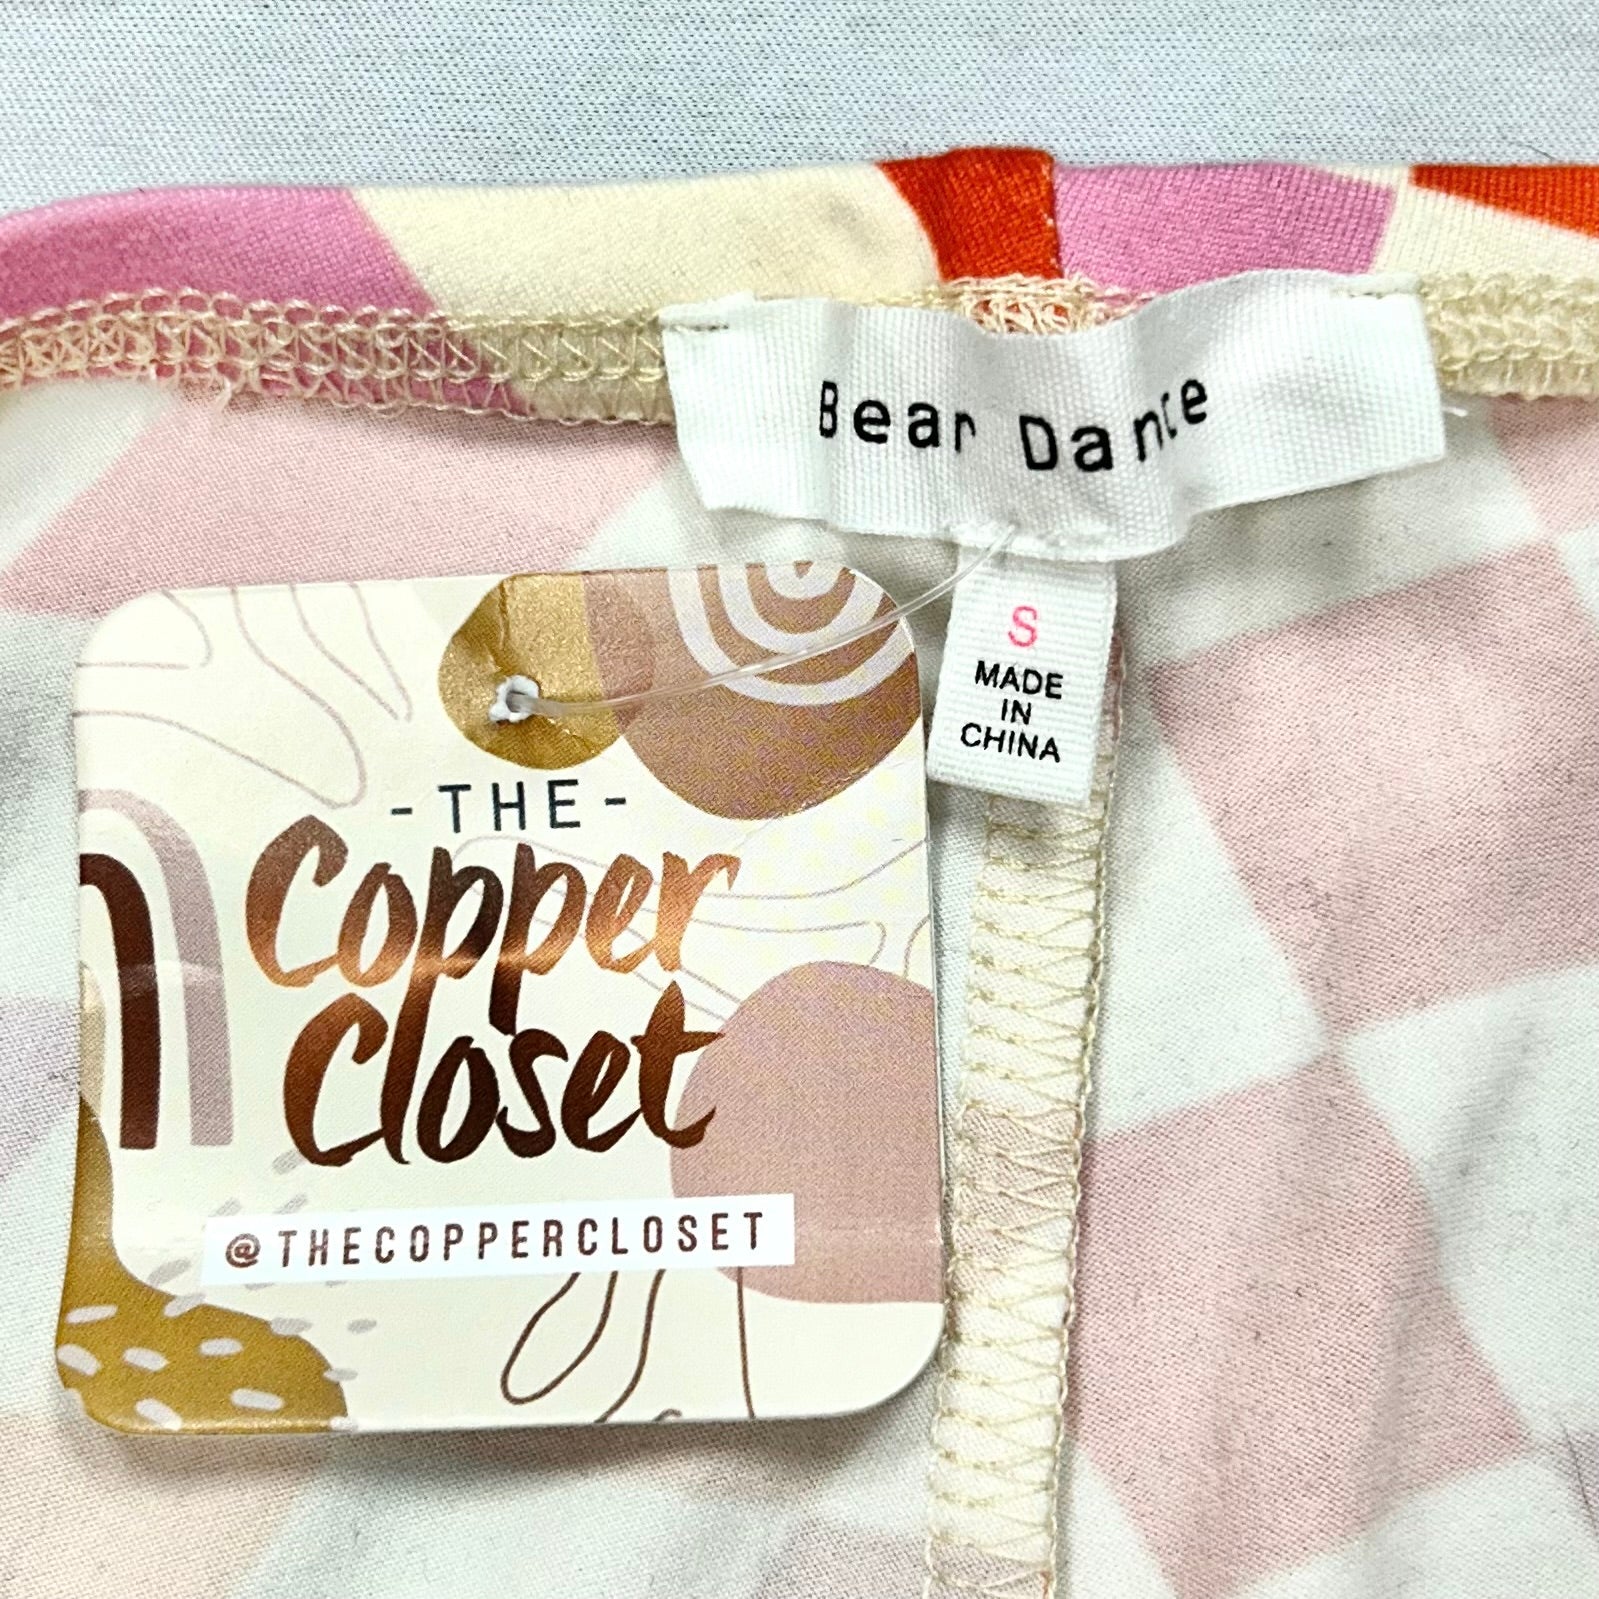 Bear Dance
S
MADE
IN
CHINA
- THE -
Copper
Closet
@THECOPPERCLOSET